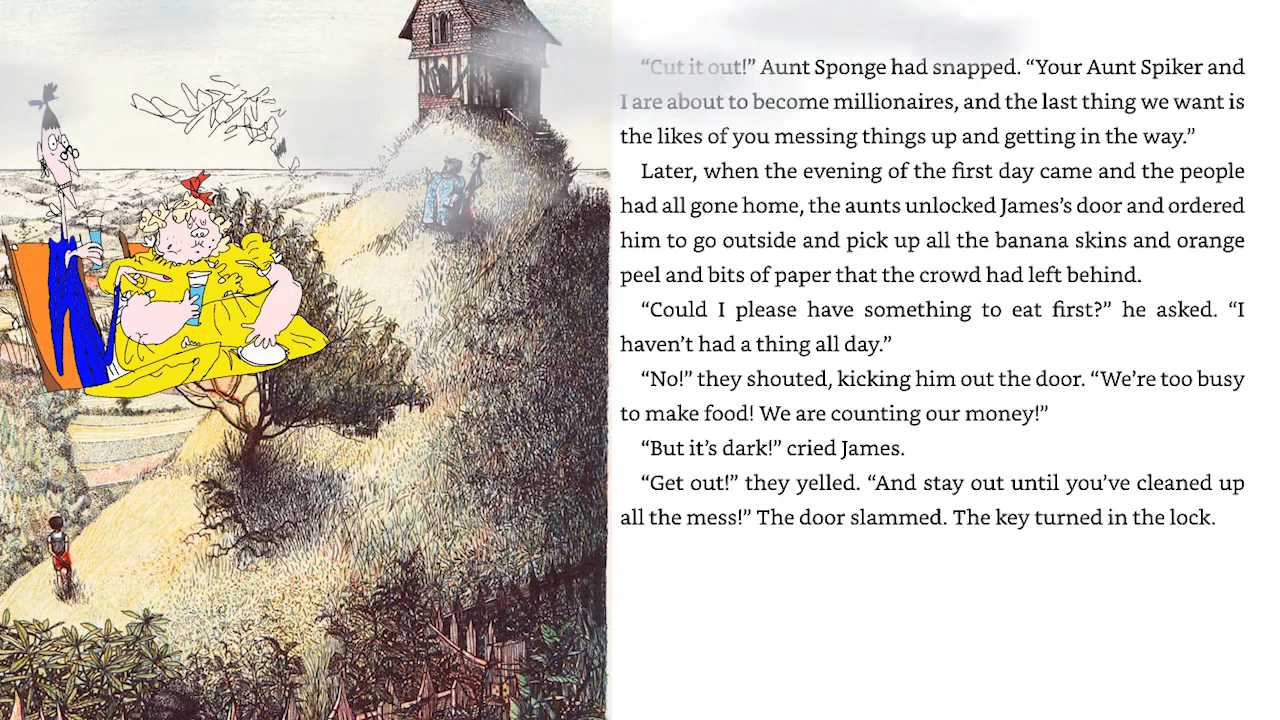 “Cut it out!” Aunt Sponge had snapped. “Your Aunt Spiker and
I are about to become millionaires, and the last thing we want is
the likes of you messing things up and getting in the way.”
Later, when the evening of the first day came and the people
had all gone home, the aunts unlocked James’s door and ordered
him to go outside and pick up all the banana skins and orange
peel and bits of paper that the crowd had left behind.
“Could I please have something to eat first?” he asked. “I
haven’t had a thing all day.”
“No!” they shouted, kicking him out the door. “We’re too busy
to make food! We are counting our money!”
“But it’s dark!” cried James.
“Get out!” they yelled. “And stay out until you’ve cleaned up
all the mess!” The door slammed. The key turned in the lock.